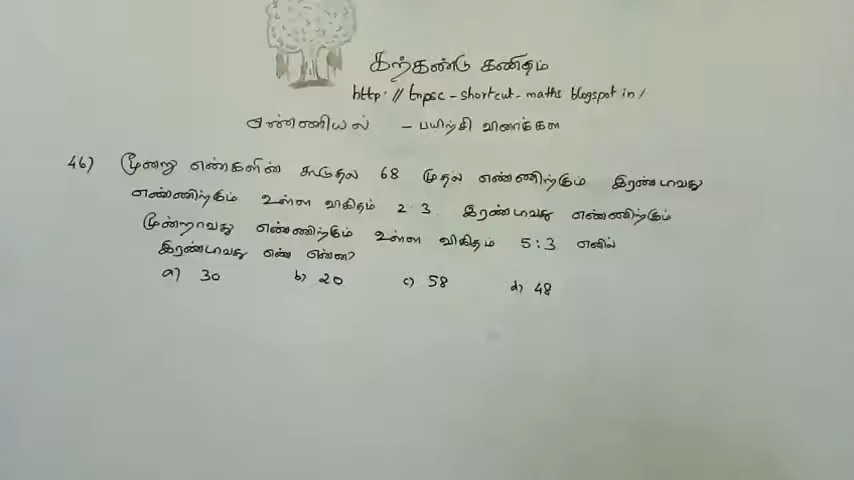 கற்கண்டு கணிதம்
http://tnpsc-shortcut-maths blogspot in/
எண்ணியல் - பயிற்சி வினாக்கள்
46) மூன்று எண்களின் கூடுதல் 68 முதல் எண்ணிற்கும் இரண்டாவது
எண்ணிற்கும் உள்ள விகிதம் 2:3. இரண்டாவது எண்ணிற்கும்
மூன்றாவது எண்ணிற்கும் உள்ள விகிதம் 5:3 எனில்
இரண்டாவது எண் என்ன?
a) 30 b) 20 c) 58 d) 48